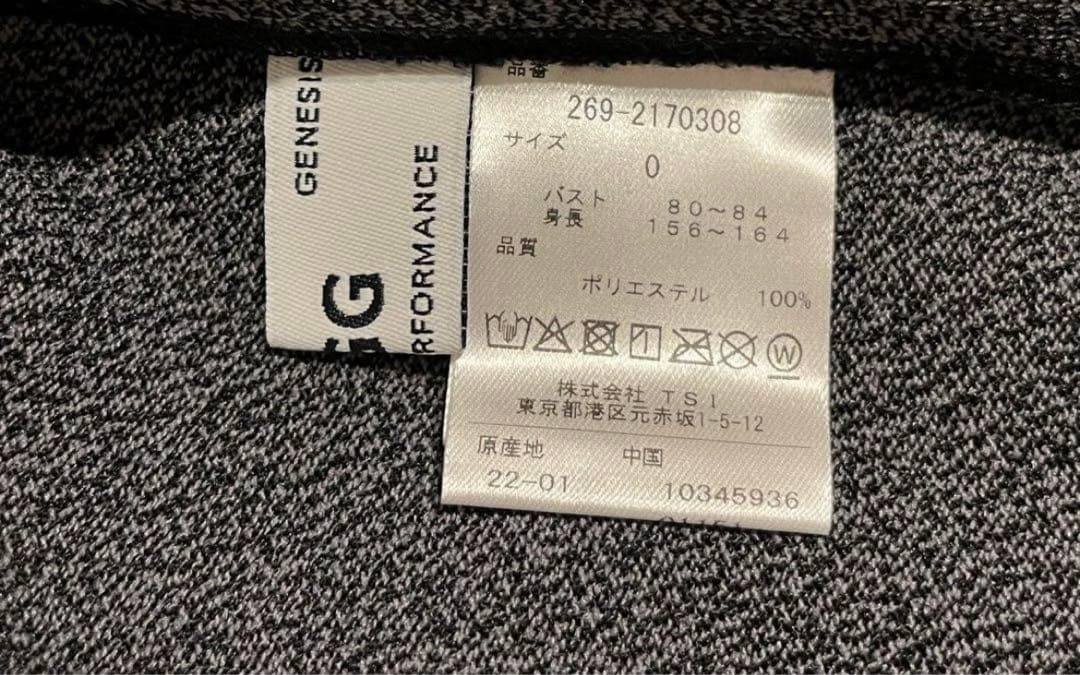 GENESIS
G
RFORMANCE
品番
269-2170308
サイズ
0
バスト 80～84
身長 156～164
品質
ポリエステル 100%
W
株式会社 TSI
東京都港区元赤坂1-5-12
原産地 中国
22-01 10345936